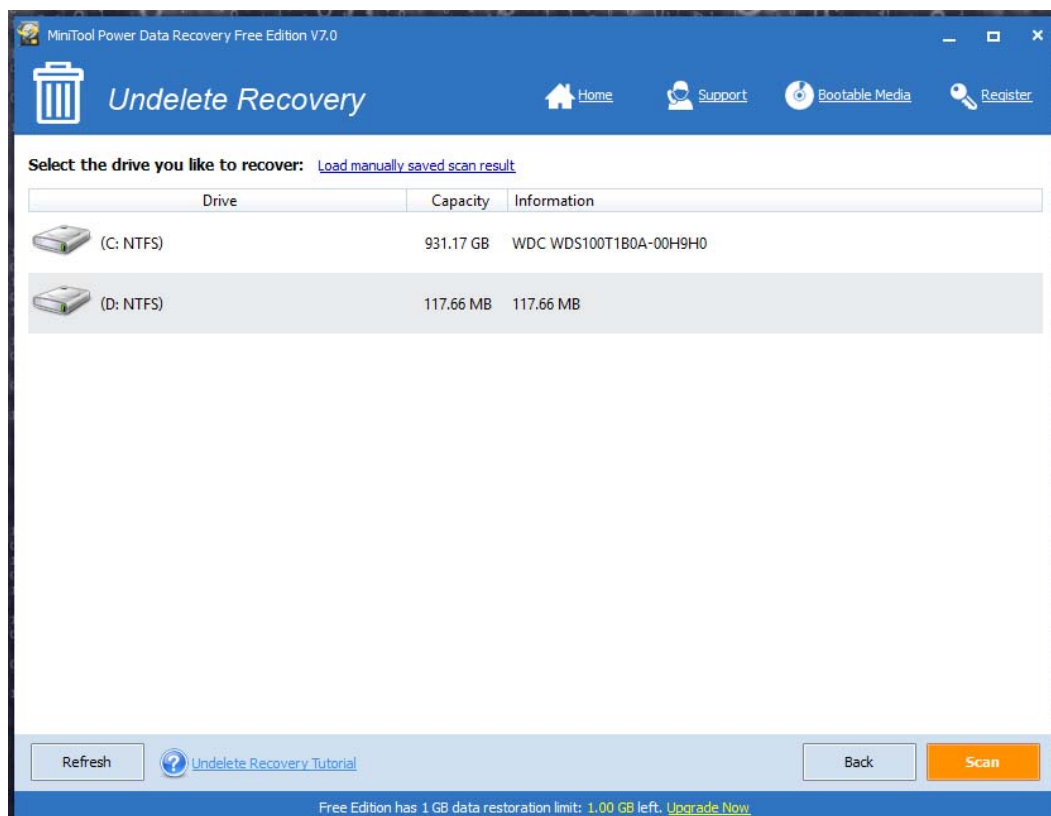 MiniTool Power Data Recovery Free Edition V7.0
Undelete Recovery
Home Support Bootable Media Register
Select the drive you like to recover: Load manually saved scan result
Drive Capacity Information
(C: NTFS) 931.17 GB WDC WDS100T1B0A-00H9H0
(D: NTFS) 117.66 MB 117.66 MB
Refresh Undelete Recovery Tutorial Back Scan
Free Edition has 1 GB data restoration limit: 1.00 GB left. Upgrade Now